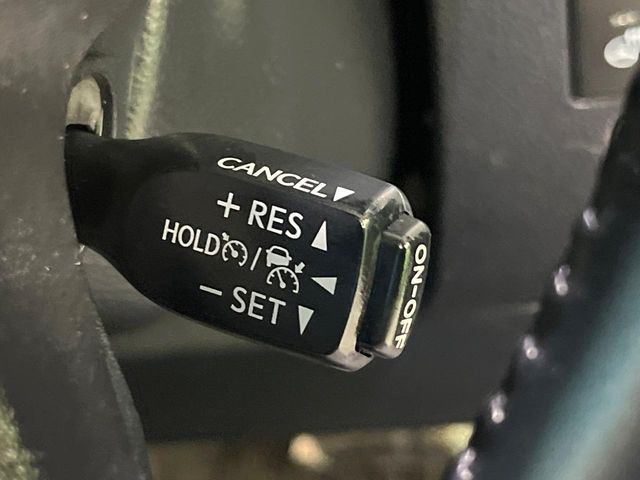 CANCEL
+ RES
HOLD /
− SET
ON-OFF